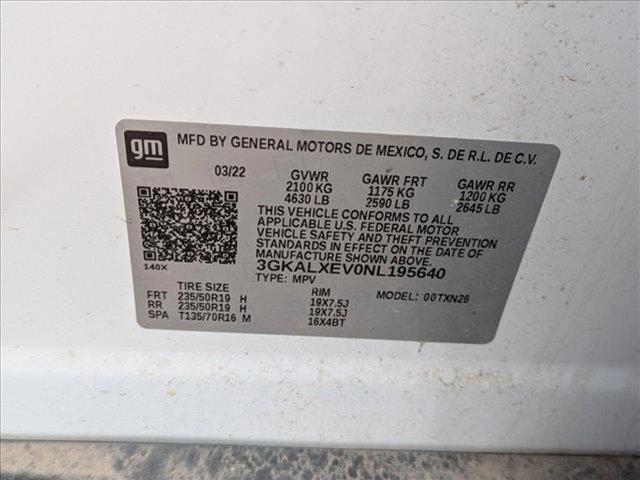 gm
MFD BY GENERAL MOTORS DE MEXICO, S. DE R.L. DE C.V.
03/22 GVWR GAWR FRT GAWR RR
2100 KG 1175 KG 1200 KG
4630 LB 2590 LB 2645 LB
THIS VEHICLE CONFORMS TO ALL
APPLICABLE U.S. FEDERAL MOTOR
VEHICLE SAFETY AND THEFT PREVENTION
STANDARDS IN EFFECT ON THE DATE OF
MANUFACTURE SHOWN ABOVE.
140X 3GKALXEV0NL195640
TYPE: MPV
TIRE SIZE RIM MODEL: 00TXN26
FRT 235/50R19 H 19X7.5J
RR 235/50R19 H 19X7.5J
SPA T135/70R16 M 16X4BT